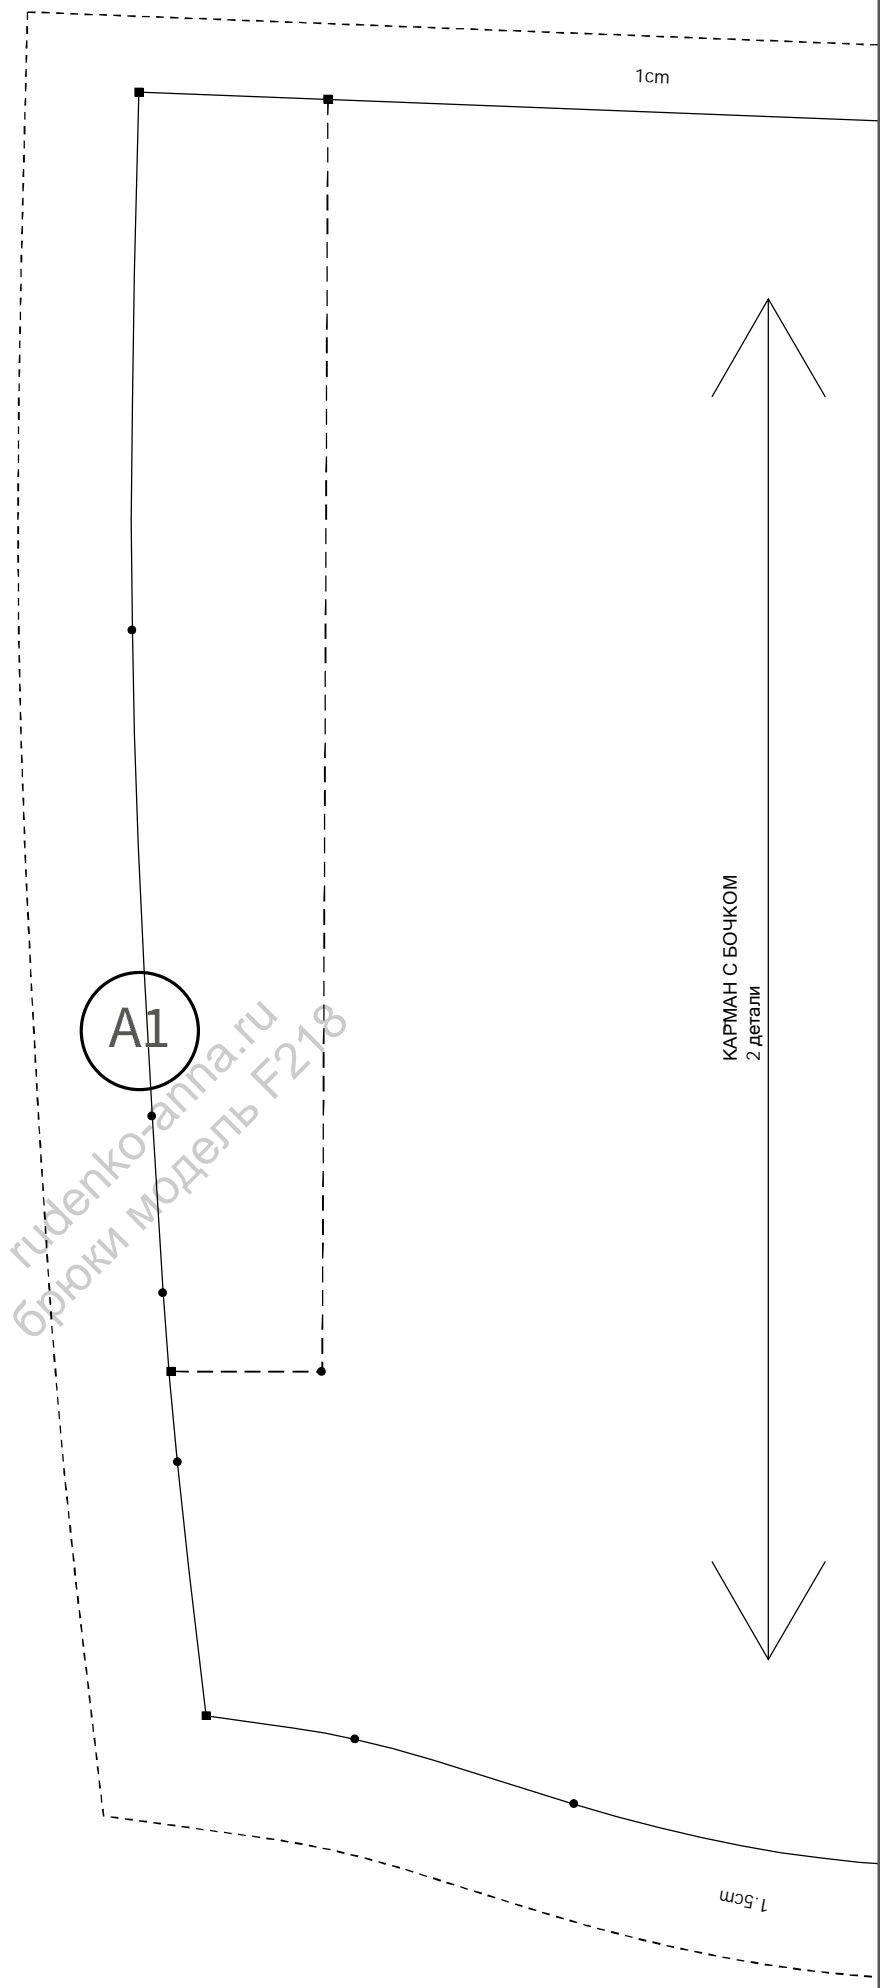 1cm
КАРМАН С БОЧКОМ
2 детали
A1
rudenko-anna.ru
брюки модель F218
1.5cm